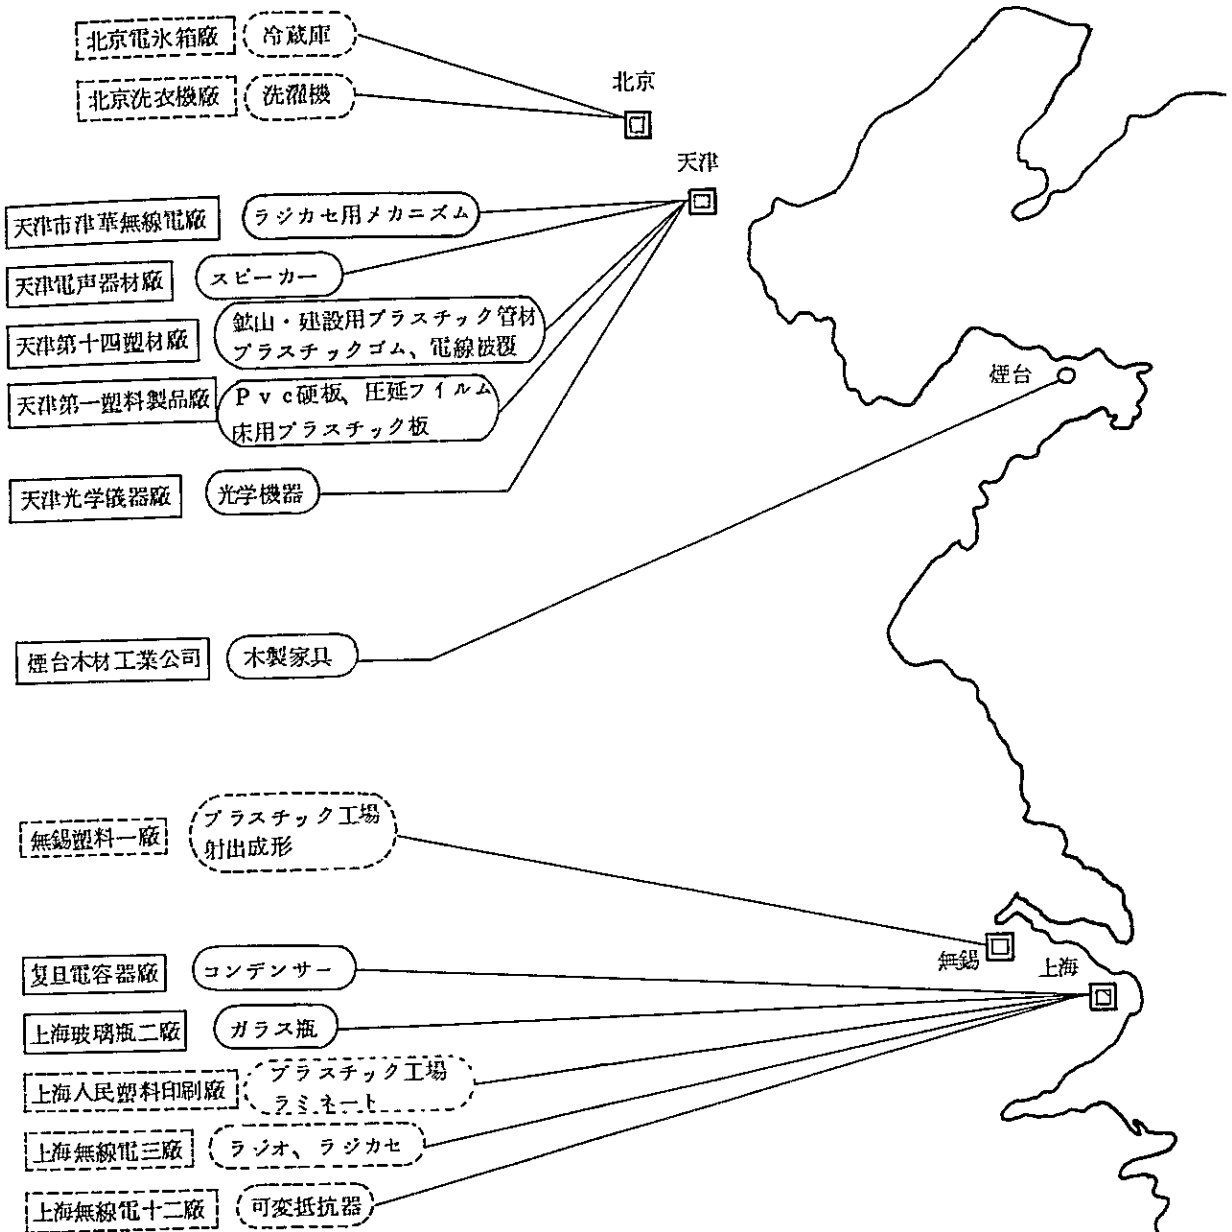 北京電氷箱廠 冷蔵庫
北京洗衣機廠 洗濯機
北京
天津
天津市津華無線電廠 ラジカセ用メカニズム
天津電声器材廠 スピーカー
天津第十四塑材廠 鉱山・建設用プラスチック管材
プラスチックゴム、電線被覆
天津第一塑料製品廠 Pvc硬板、圧延フイルム
床用プラスチック板
天津光学儀器廠 光学機器
煙台
煙台木材工業公司 木製家具
無錫塑料一廠 プラスチック工場
射出成形
無錫
上海
复旦電容器廠 コンデンサー
上海玻璃瓶二廠 ガラス瓶
上海人民塑料印刷廠 プラスチック工場
ラミネート
上海無線電三廠 ラジオ、ラジカセ
上海無線電十二廠 可変抵抗器